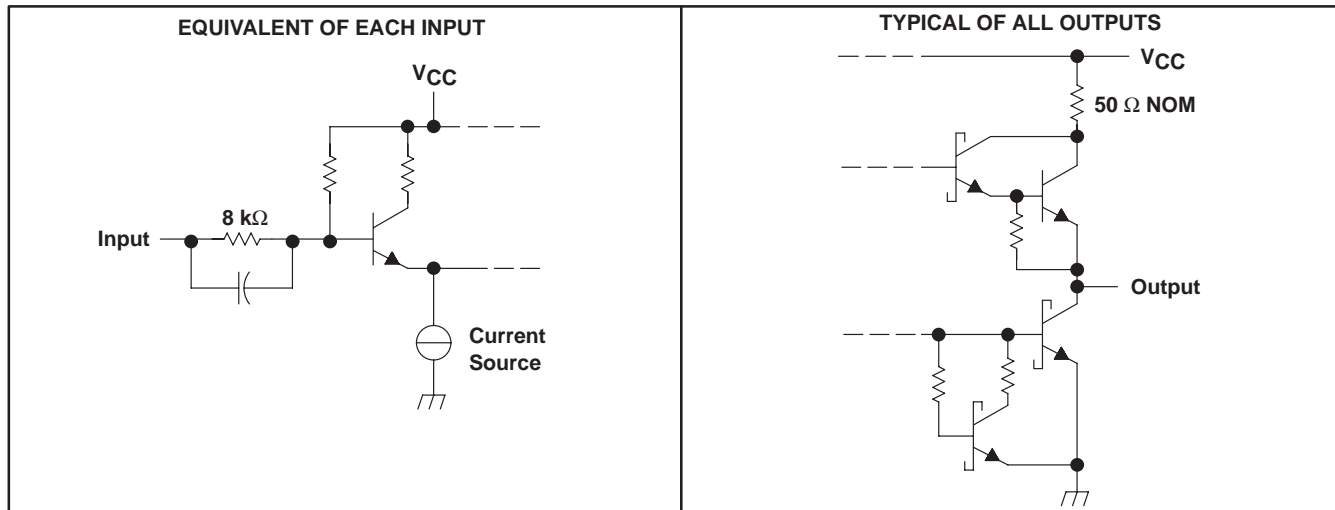 EQUIVALENT OF EACH INPUT
VCC
8 kΩ
Input
Current
Source
TYPICAL OF ALL OUTPUTS
VCC
50 Ω NOM
Output